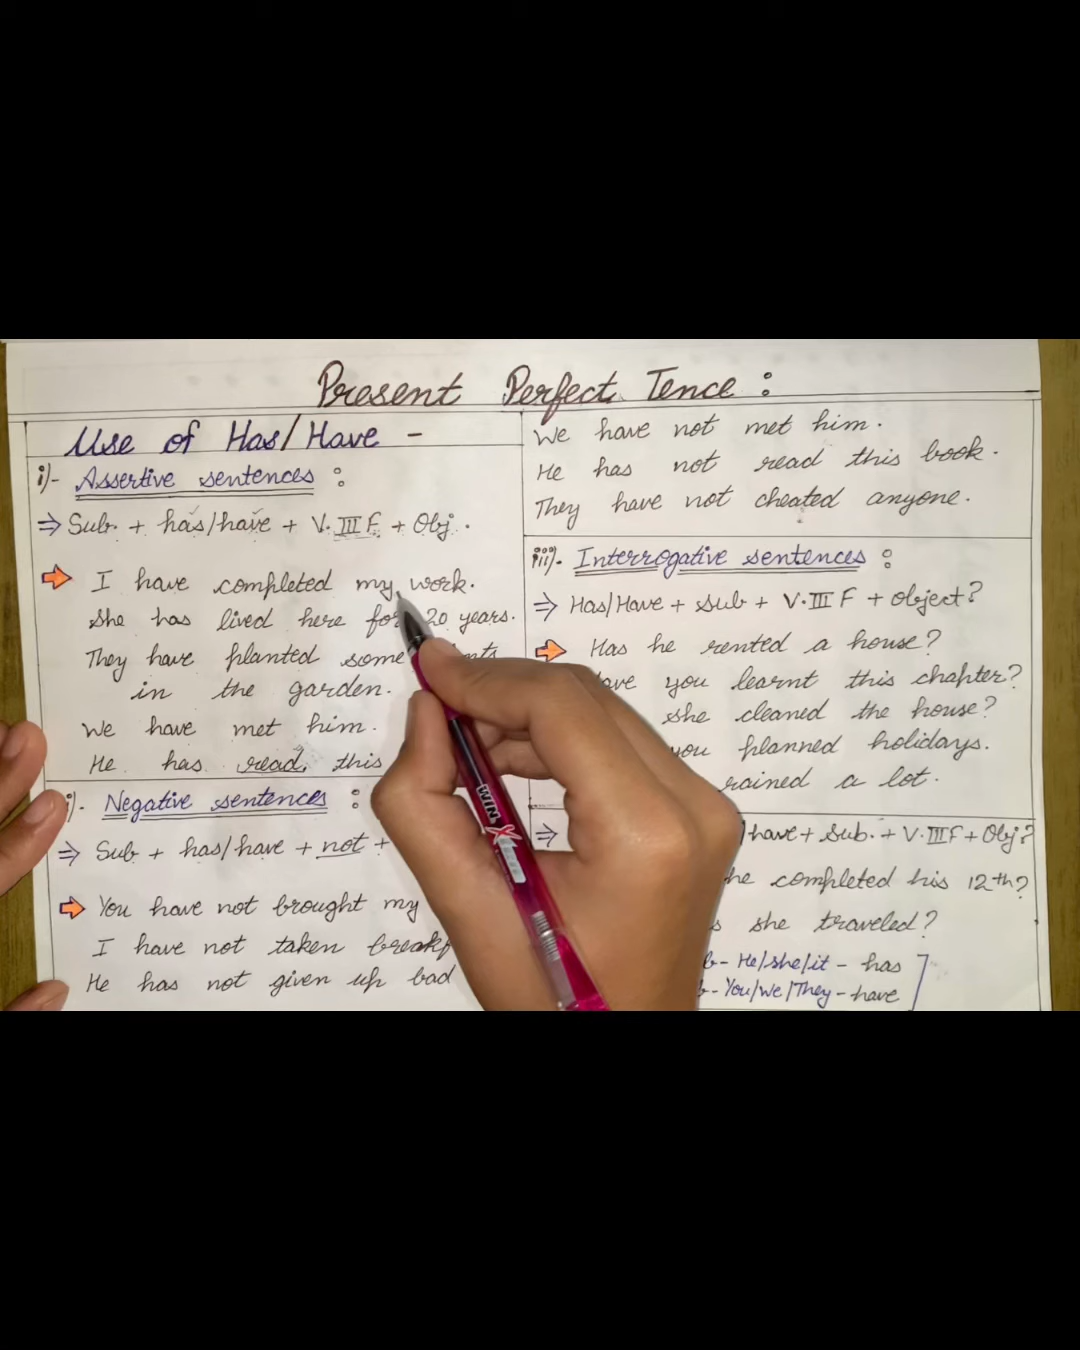 Present Perfect Tence :
Use of Has/Have -
i)- Assertive sentences :
⇒ Sub. + has/have + V.III F + Obj.
I have completed my work.
She has lived here for 20 years.
They have planted some
in the garden.
We have met him.
He has read this
Negative sentences :
⇒ Sub + has/have + not +
You have not brought my
I have not taken
He has not given up bad
We have not met him.
He has not read this book.
They have not cheated anyone.
iii)- Interrogative sentences :
⇒ Has/Have + sub + V.III F + object?
Has he rented a house?
you learnt this chapter?
she cleaned the house?
you planned holidays.
rained a lot.
⇒ /have + Sub. + V.III F + Obj?
he completed his 12th?
she traveled?
He/she/it - has
You/We/They - have
WIN X